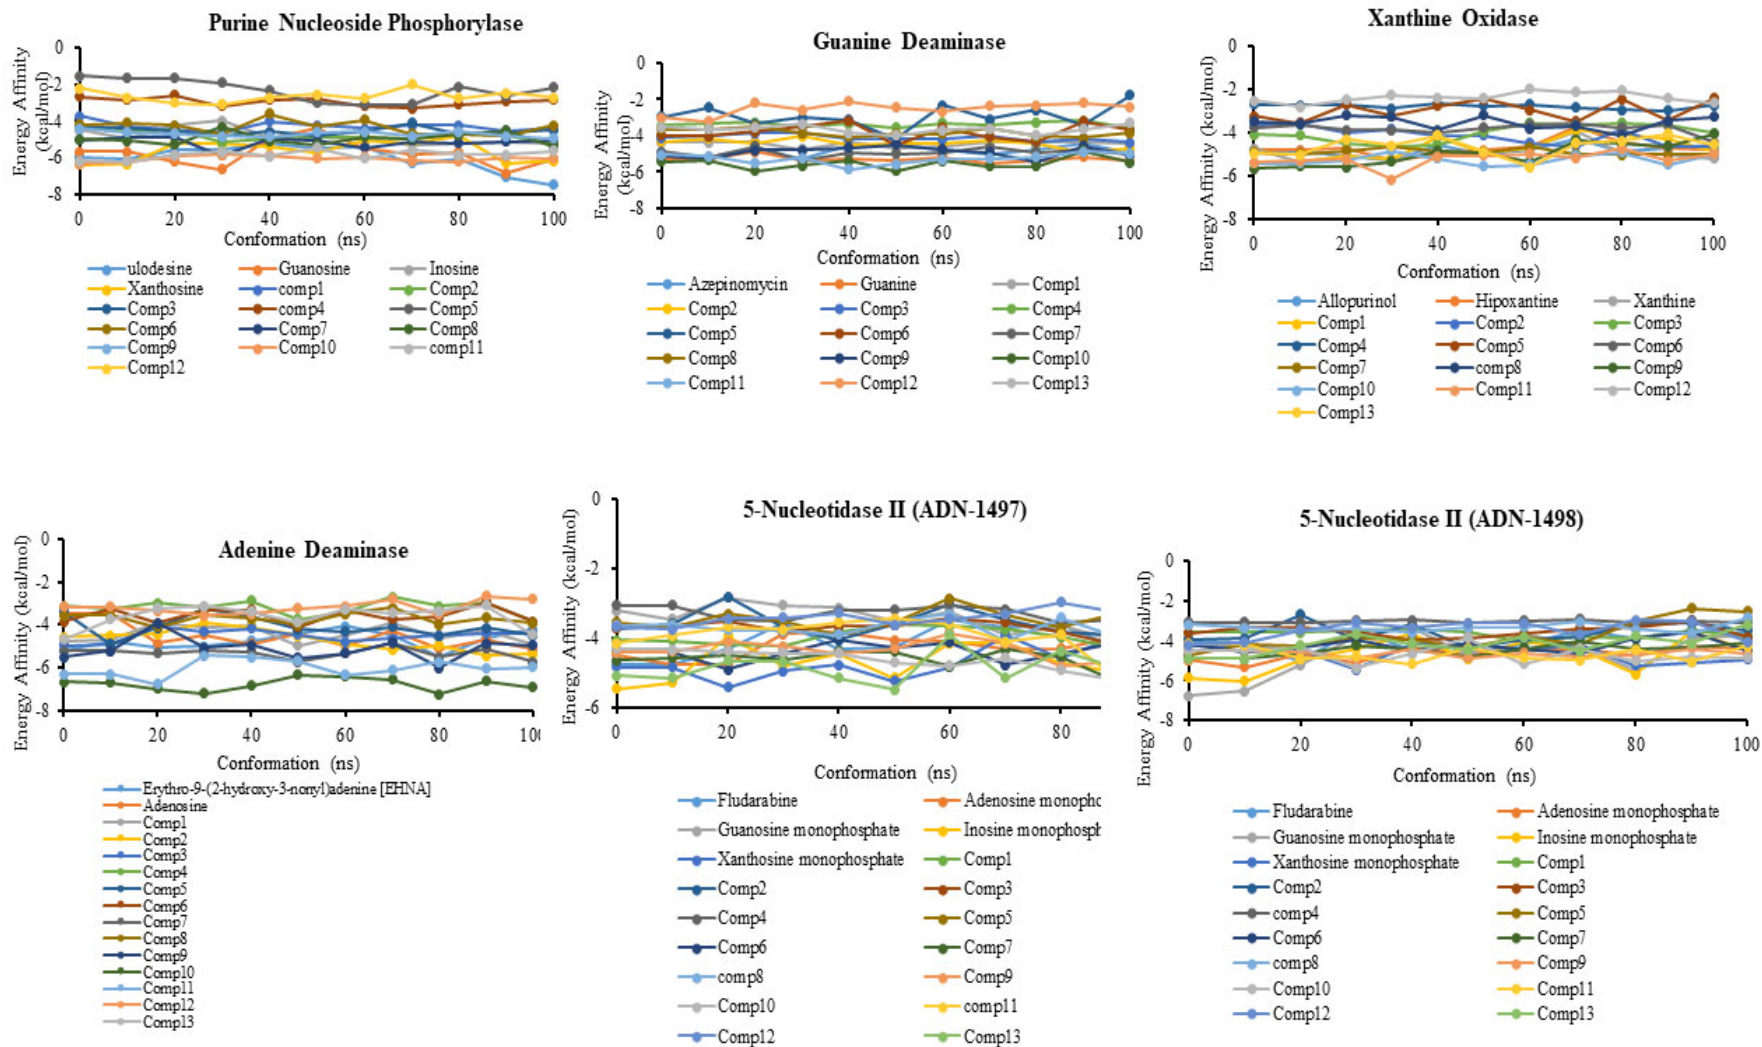 Purine Nucleoside Phosphorylase
Energy Affinity
(kcal/mol)
0
-2
-4
-6
-8
0 20 40 60 80 100
Conformation (ns)
ulodesine Guanosine Inosine
Xanthosine comp1 Comp2
Comp3 comp4 Comp5
Comp6 Comp7 Comp8
Comp9 Comp10 comp11
Comp12
Guanine Deaminase
Energy Affinity
(kcal/mol)
0
-2
-4
-6
-8
0 20 40 60 80 100
Conformation (ns)
Azepinomycin Guanine Comp1
Comp2 Comp3 Comp4
Comp5 Comp6 Comp7
Comp8 Comp9 Comp10
Comp11 Comp12 Comp13
Xanthine Oxidase
Energy Affinity (kcal/mol)
0
-2
-4
-6
-8
0 20 40 60 80 100
Conformation (ns)
Allopurinol Hipoxantine Xanthine
Comp1 Comp2 Comp3
Comp4 Comp5 Comp6
Comp7 comp8 Comp9
Comp10 Comp11 Comp12
Comp13
Adenine Deaminase
Energy Affinity (kcal/mol)
0
-2
-4
-6
-8
0 20 40 60 80 100
Conformation (ns)
Erythro-9-(2-hydroxy-3-nonyl)adenine [EHNA]
Adenosine
Comp1
Comp2
Comp3
Comp4
Comp5
Comp6
Comp7
Comp8
Comp9
Comp10
Comp11
Comp12
Comp13
5-Nucleotidase II (ADN-1497)
Energy Affinity (kcal/mol)
0
-2
-4
-6
0 20 40 60 80
Conformation (ns)
Fludarabine Adenosine monopho
Guanosine monophosphate Inosine monosph
Xanthosine monophosphate Comp1
Comp2 Comp3
Comp4 Comp5
Comp6 Comp7
comp8 Comp9
Comp10 comp11
Comp12 Comp13
5-Nucleotidase II (ADN-1498)
Energy Affinity (kcal/mol)
0
-2
-4
-6
-8
0 20 40 60 80 100
Conformation (ns)
Fludarabine Adenosine monophosphate
Guanosine monophosphate Inosine monophosphate
Xanthosine monophosphate Comp1
Comp2 Comp3
comp4 Comp5
Comp6 Comp7
comp8 Comp9
Comp10 Comp11
Comp12 Comp13